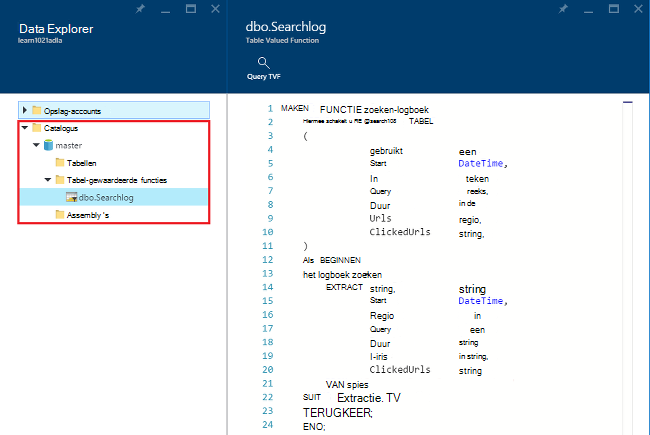 Data Explorer
learn1021adla
dbo.Searchlog
Table Valued Function
Query TVF
Opslag-accounts
Catalogus
master
Tabellen
Tabel-gewaardeerde functies
dbo.Searchlog
Assembly 's
1 MAKEN FUNCTIE zoeken-logboek
2 Hiermee schakelt u RE @search108 TABEL
3 (
4 gebruikt een
5 Start DateTime,
6 In teken
7 Query reeks,
8 Duur in de
9 Urls regio,
10 ClickedUrls string,
11 )
12 Als BEGINNEN
13 het logboek zoeken
14 EXTRACT string, string
15 Start DateTime,
16 Regio in
17 Query een
18 Duur string
19 I-iris in string,
20 ClickedUrls string
21 VAN spies
22 SUIT Extractie. TV
23 TERUGKEER;
24 ENO;